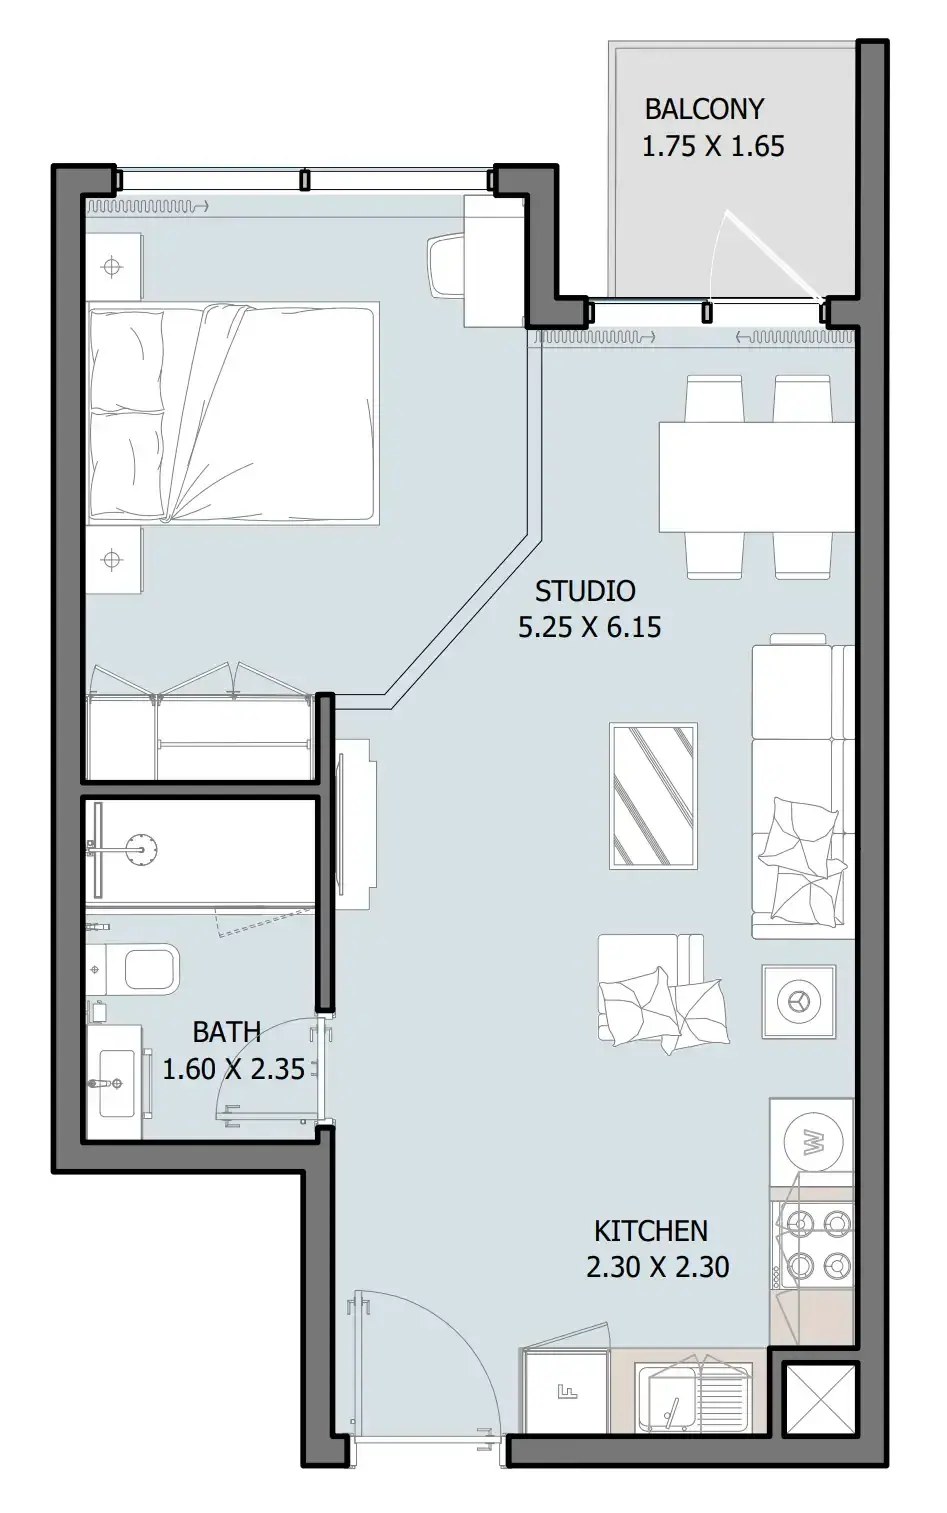 BALCONY
1.75 X 1.65
STUDIO
5.25 X 6.15
BATH
1.60 X 2.35
W
KITCHEN
2.30 X 2.30
F